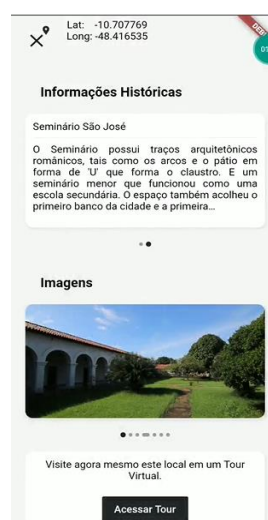 Lat: -10.707769
Long: -48.416535
Informações Históricas
Seminário São José
O Seminário possui traços arquitetônicos
românicos, tais como os arcos e o pátio em
forma de 'U' que forma o claustro. E um
seminário menor que funcionou como uma
escola secundária. O espaço também acolheu o
primeiro banco da cidade e a primeira...
Imagens
Visite agora mesmo este local em um Tour
Virtual.
Acessar Tour